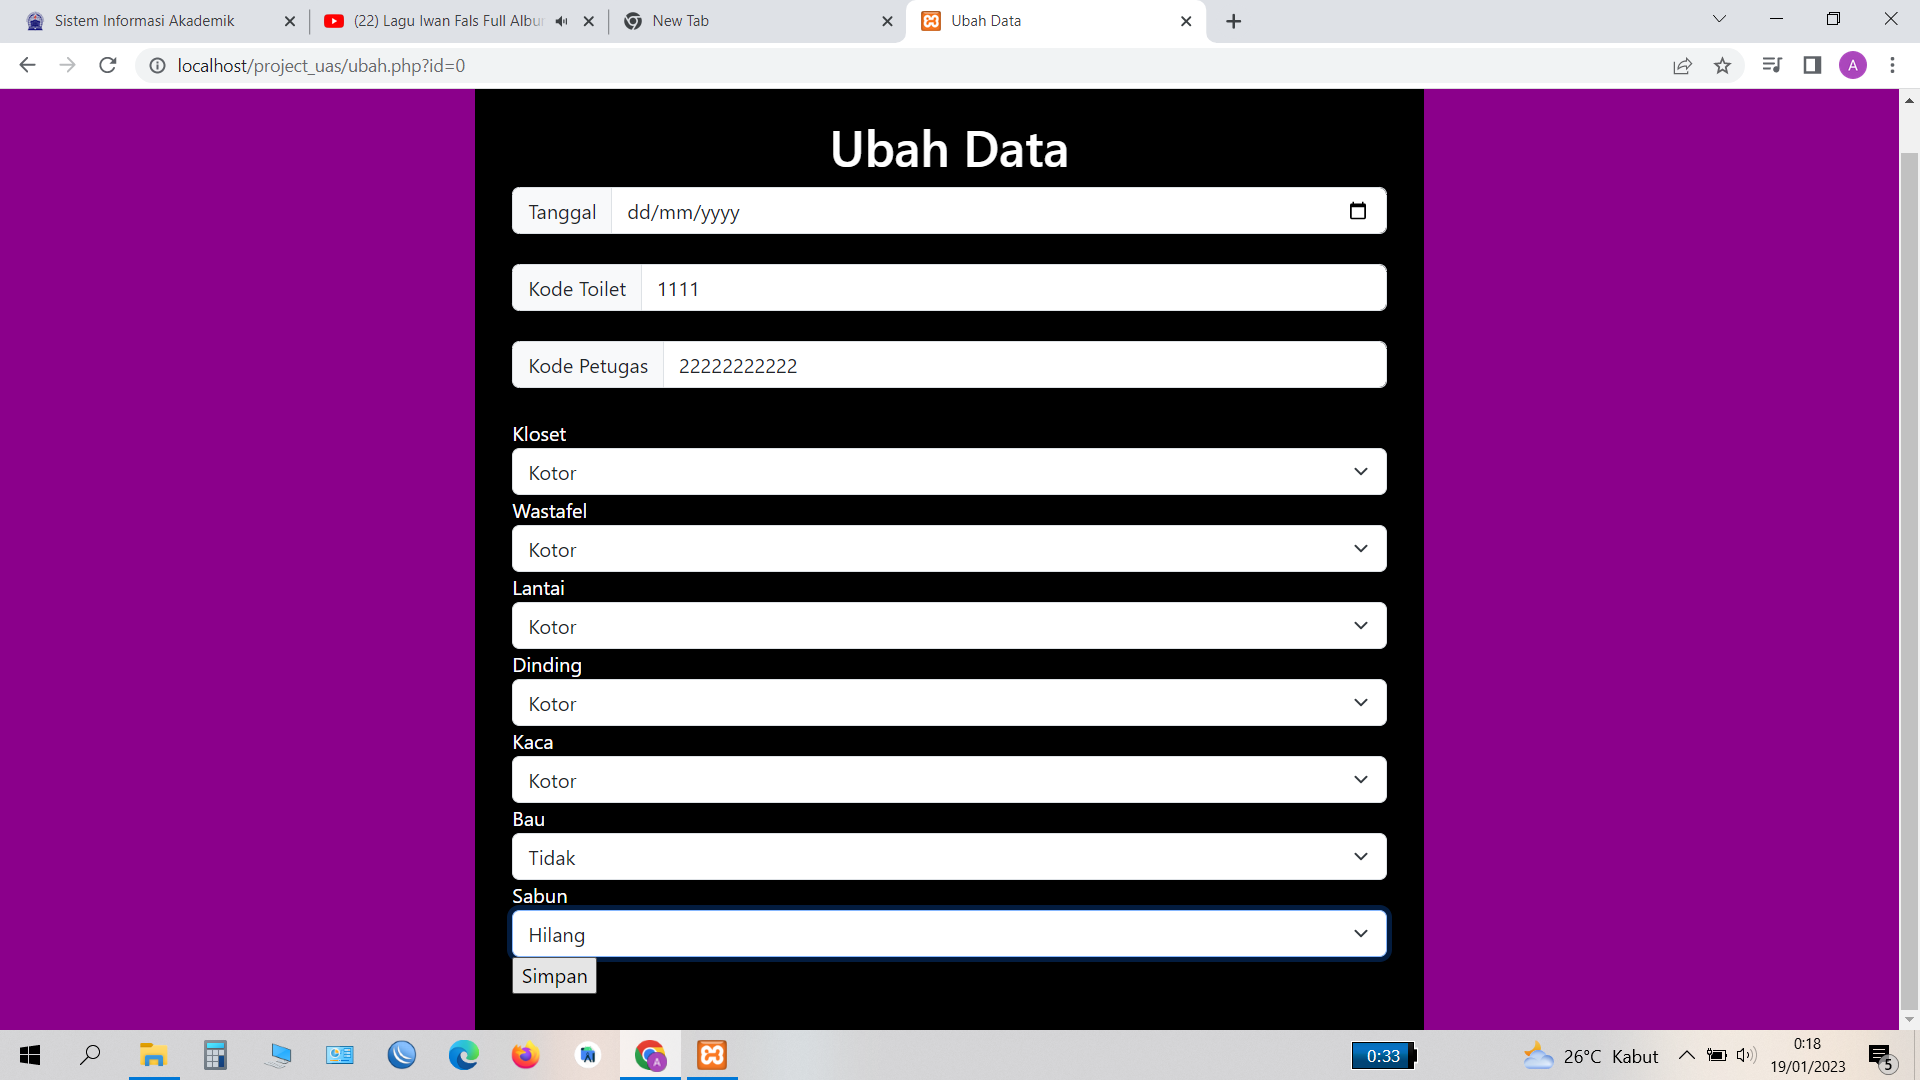 Sistem Informasi Akademik
(22) Lagu Iwan Fals Full Albu
New Tab
Ubah Data
localhost/project_uas/ubah.php?id=0
A
Ubah Data
Tanggal
dd/mm/yyyy
Kode Toilet
1111
Kode Petugas
22222222222
Kloset
Kotor
Wastafel
Kotor
Lantai
Kotor
Dinding
Kotor
Kaca
Kotor
Bau
Tidak
Sabun
Hilang
Simpan
A
0:33
26°C Kabut
0:18
19/01/2023
5